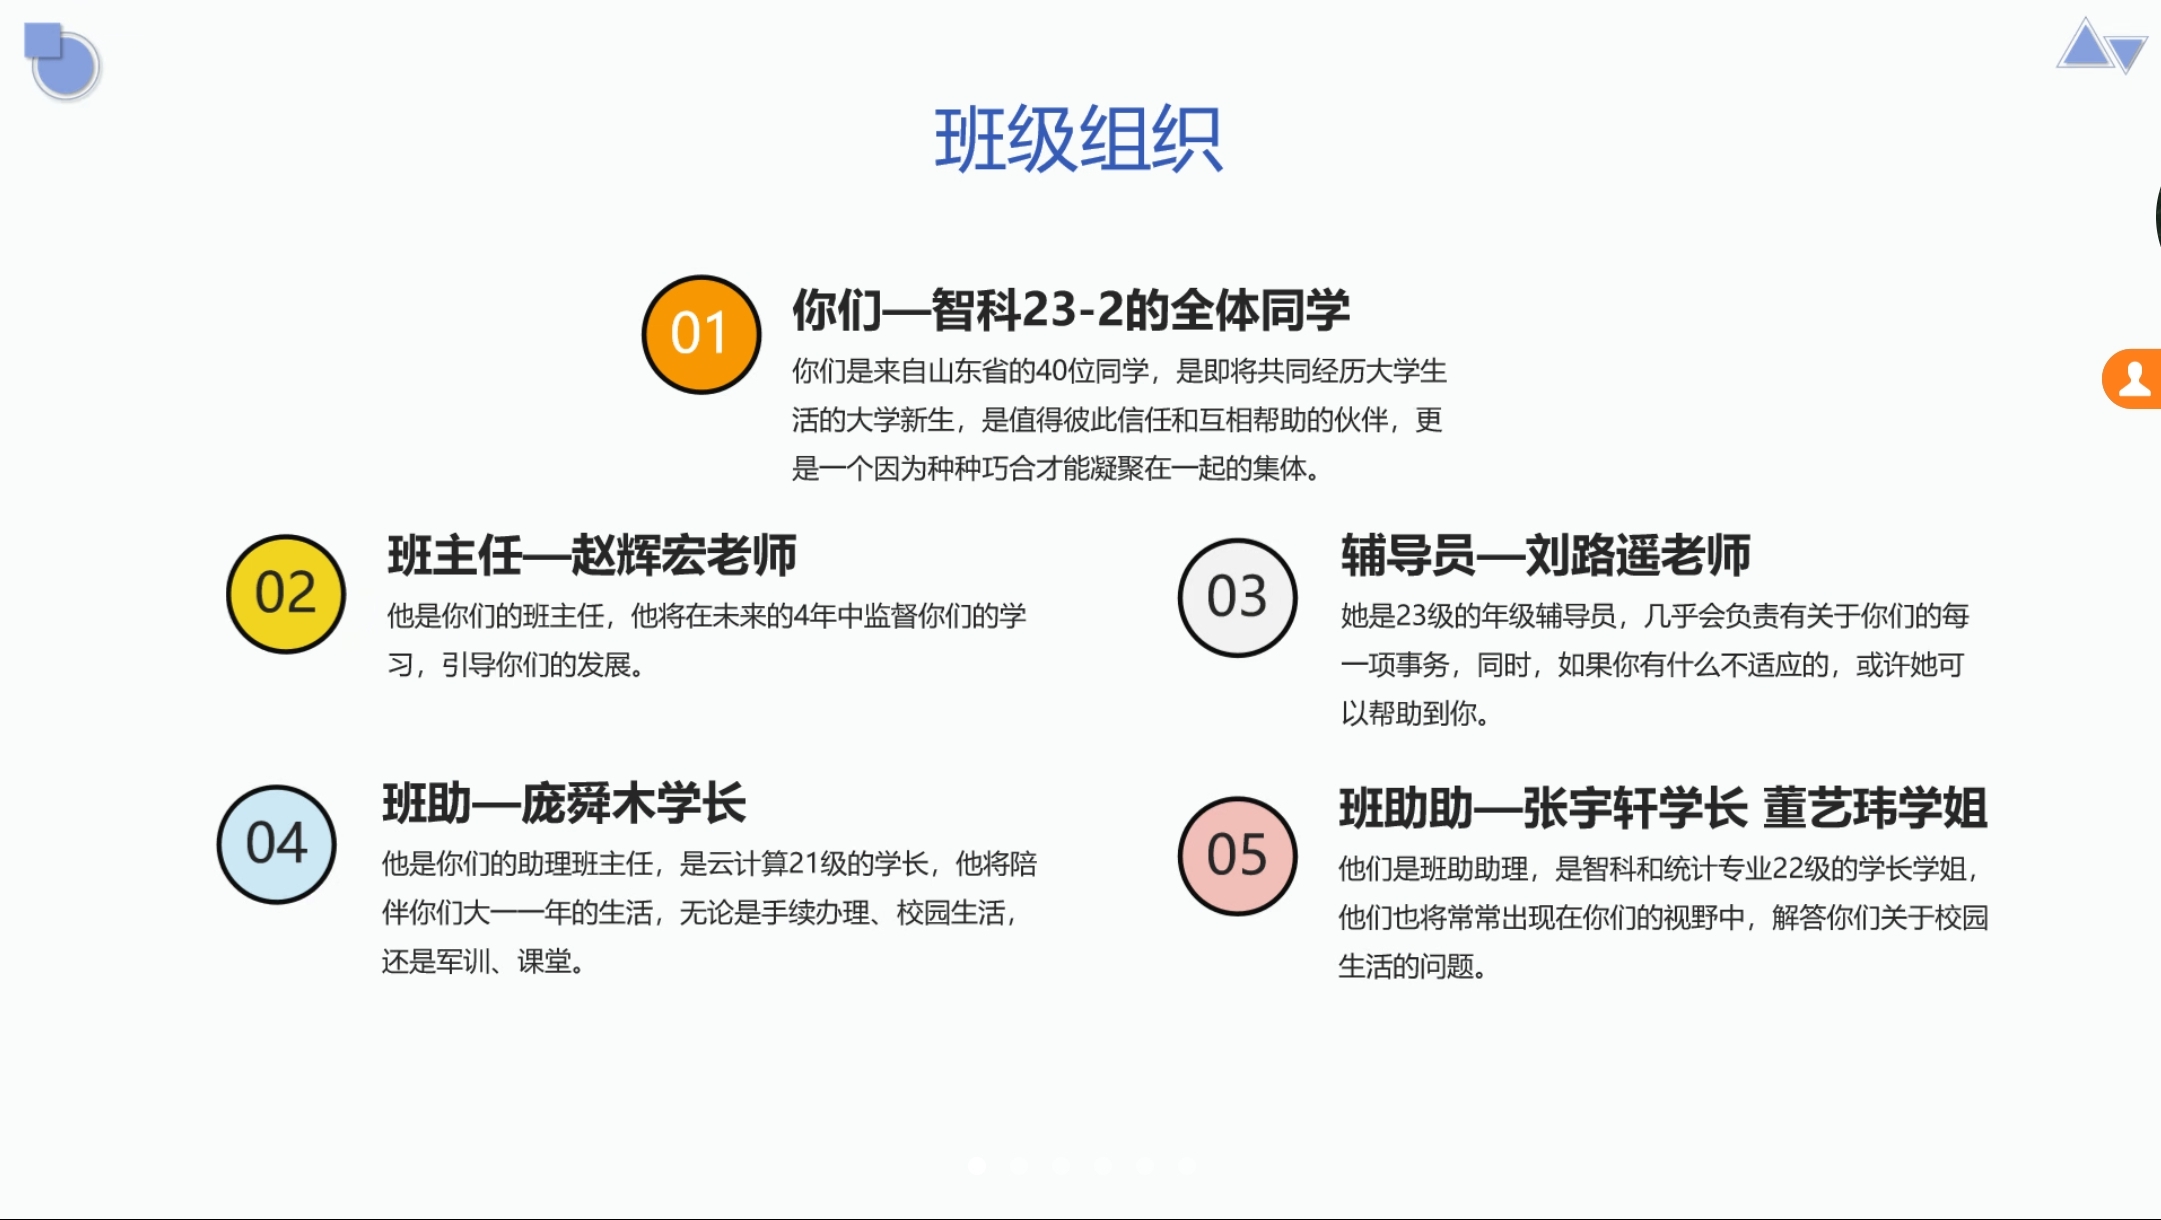 班级组织
01
你们—智科23-2的全体同学
你们是来自山东省的40位同学，是即将共同经历大学生
活的大学新生，是值得彼此信任和互相帮助的伙伴，更
是一个因为种种巧合才能凝聚在一起的集体。
02
班主任—赵辉宏老师
他是你们的班主任，他将在未来的4年中监督你们的学
习，引导你们的发展。
03
辅导员—刘路遥老师
她是23级的年级辅导员，几乎会负责有关于你们的每
一项事务，同时，如果你有什么不适应的，或许她可
以帮助到你。
04
班助—庞舜木学长
他是你们的助理班主任，是云计算21级的学长，他将陪
伴你们大一一年的生活，无论是手续办理、校园生活，
还是军训、课堂。
05
班助助—张宇轩学长 董艺玮学姐
他们是班助助理，是智科和统计专业22级的学长学姐，
他们也将常常出现在你们的视野中，解答你们关于校园
生活的问题。